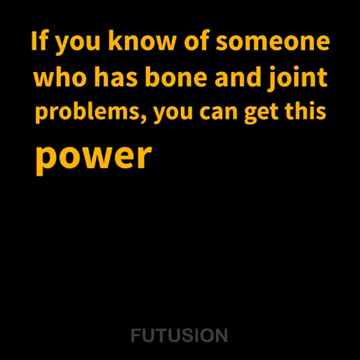 If you know of someone
who has bone and joint
problems, you can get this
power
FUTUSION